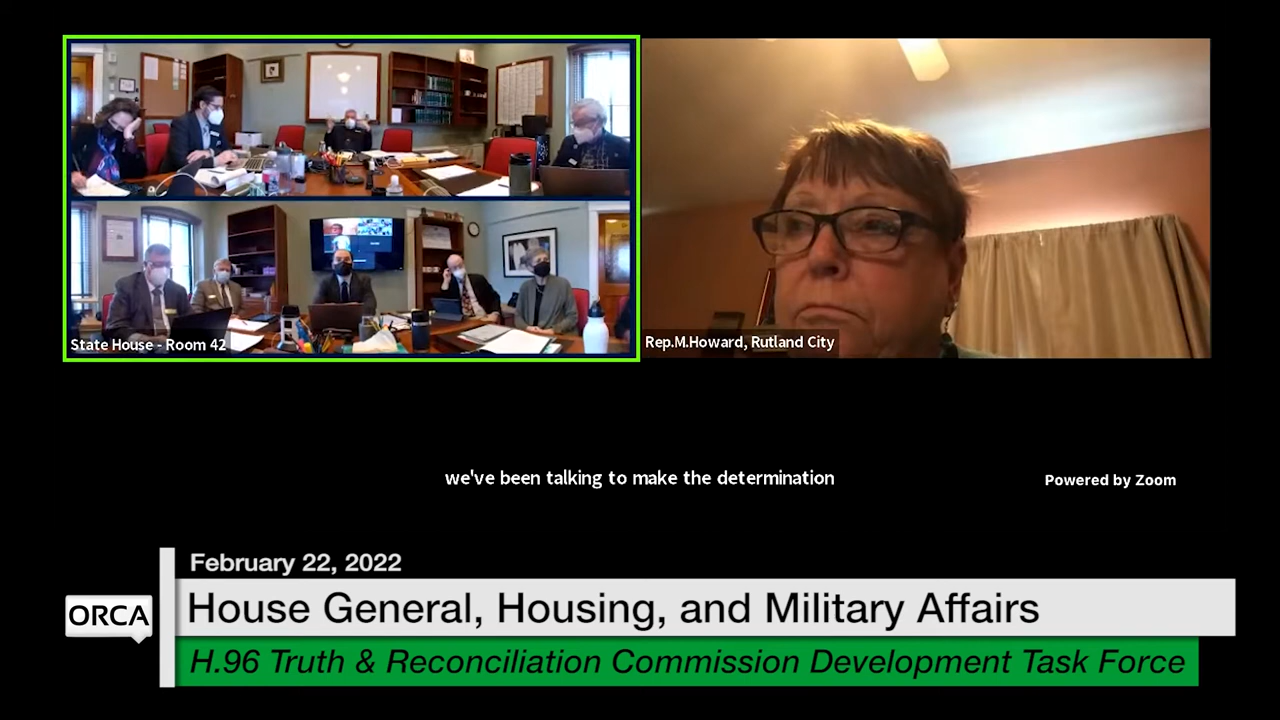 State House - Room 42
Rep.M.Howard, Rutland City
we've been talking to make the determination
Powered by Zoom
February 22, 2022
ORCA
House General, Housing, and Military Affairs
H.96 Truth & Reconciliation Commission Development Task Force